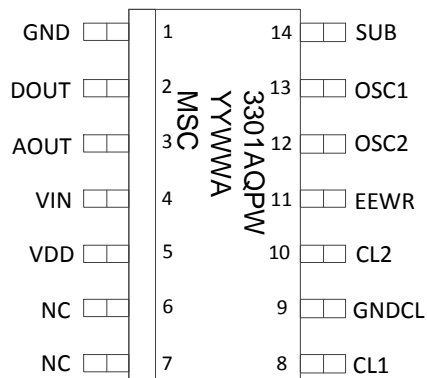 GND 1 14 SUB
DOUT 2 13 OSC1
AOUT 3 12 OSC2
VIN 4 11 EEWR
VDD 5 10 CL2
NC 6 9 GNDCL
NC 7 8 CL1
3301AQPW
YYWWA
MSC